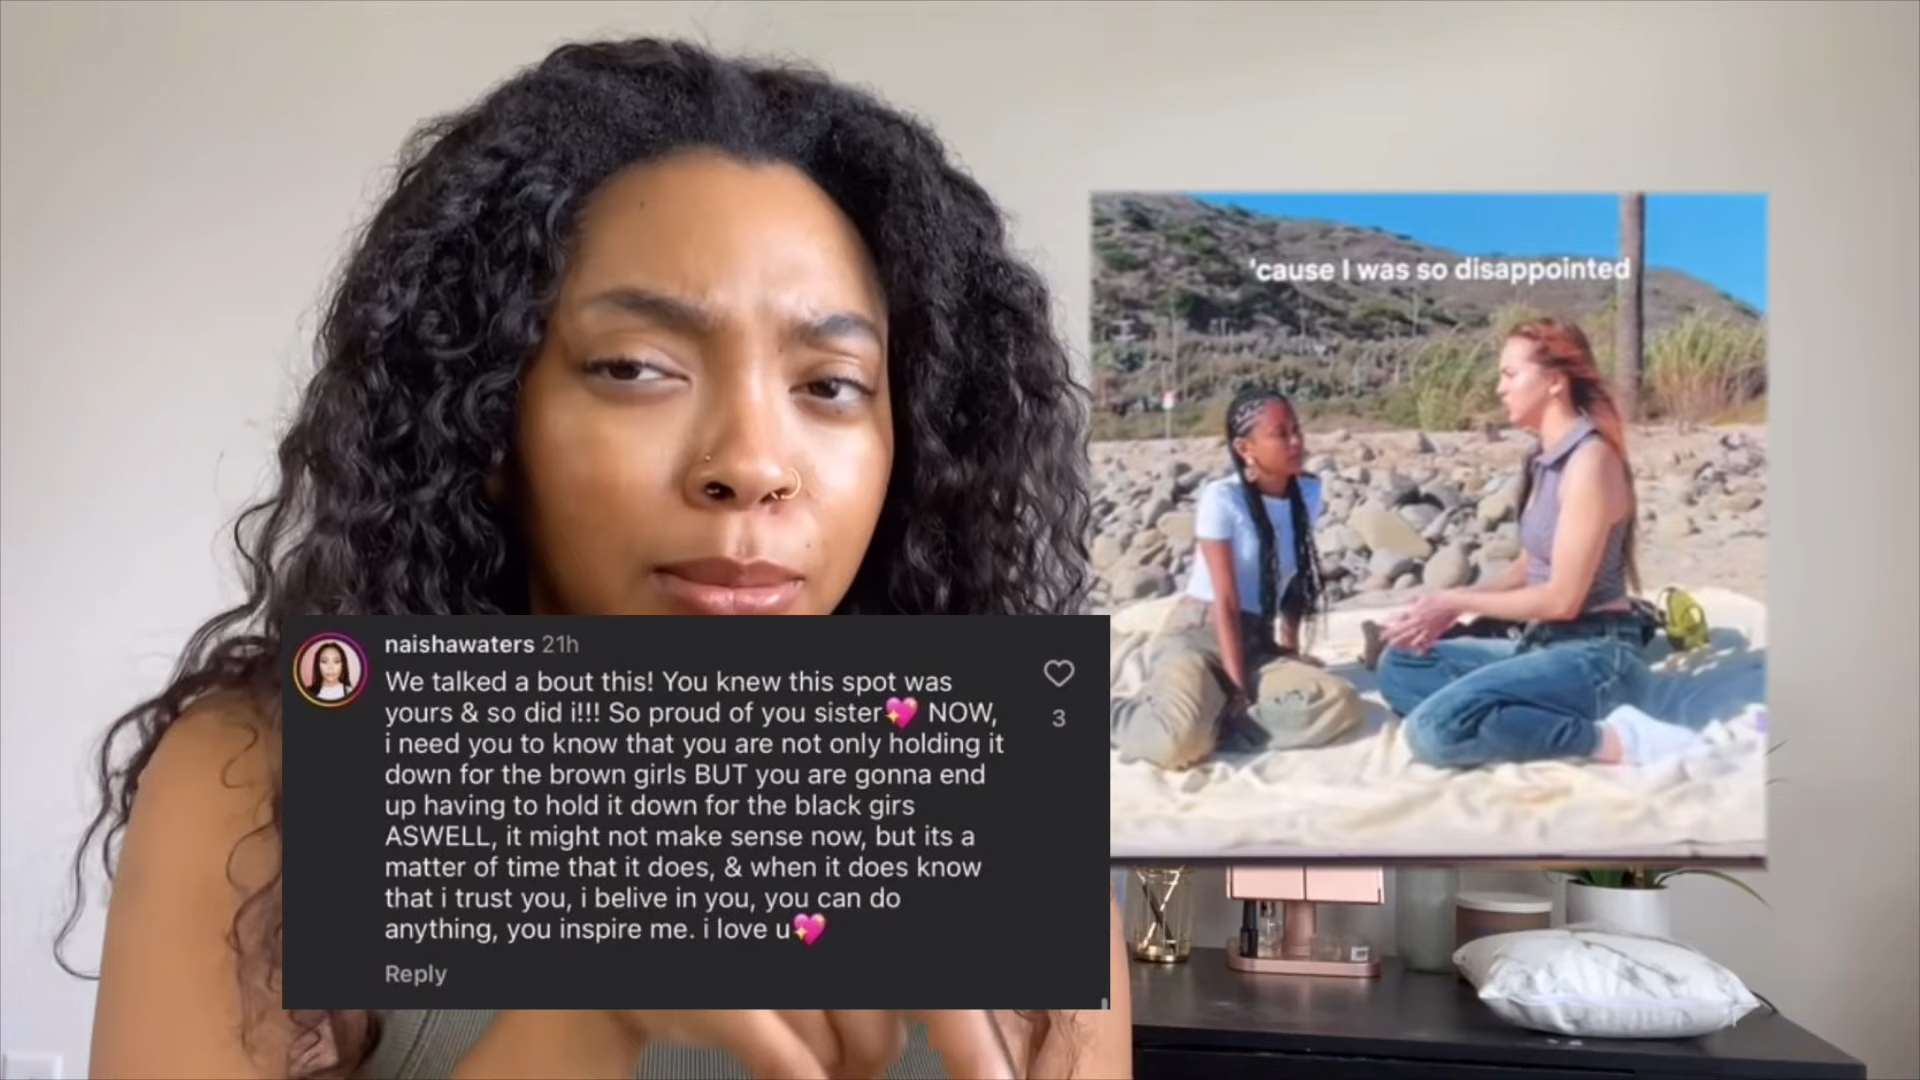 'cause I was so disappointed
naishawaters 21h
We talked a bout this! You knew this spot was
yours & so did i!!! So proud of you sister💖 NOW,
i need you to know that you are not only holding it
down for the brown girls BUT you are gonna end
up having to hold it down for the black girs
ASWELL, it might not make sense now, but its a
matter of time that it does, & when it does know
that i trust you, i belive in you, you can do
anything, you inspire me. i love u💖
3
Reply